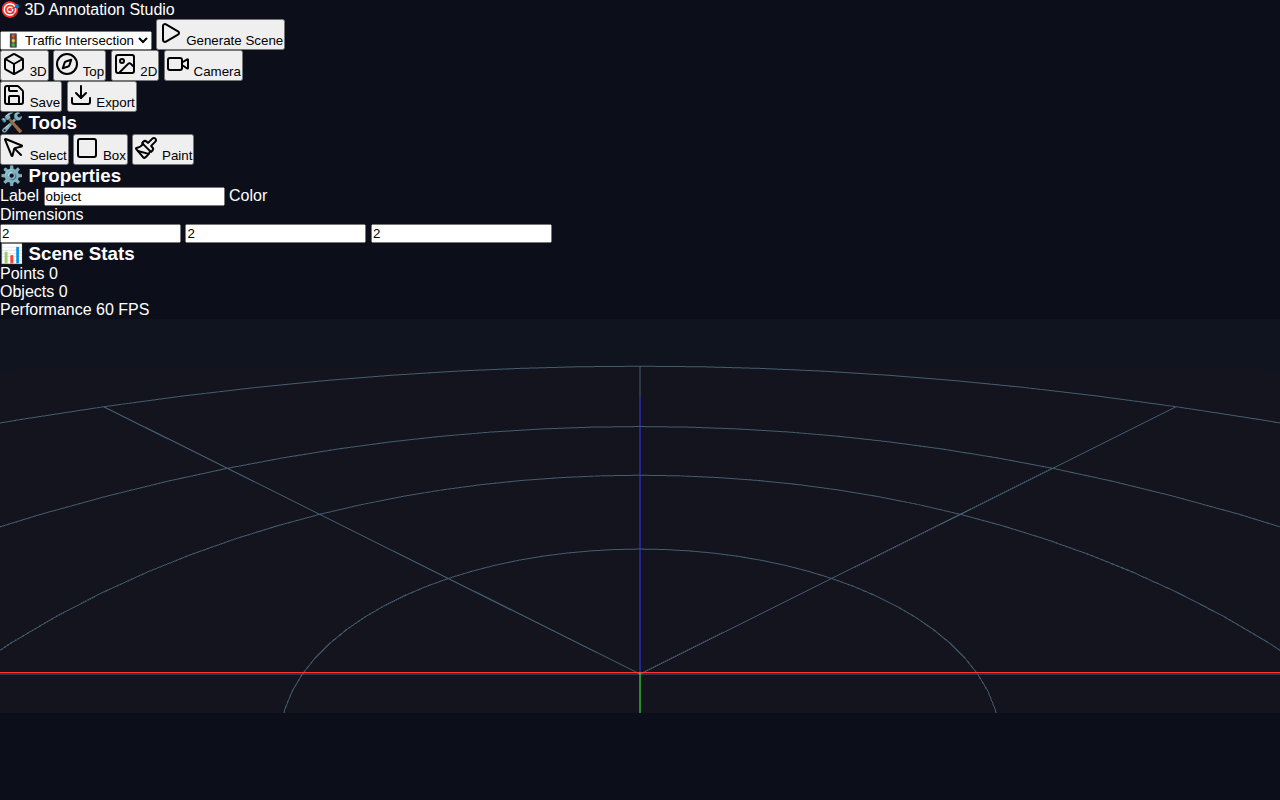 🎯 3D Annotation Studio
🚦 Traffic Intersection Generate Scene
3D Top 2D Camera
Save Export
🛠️ Tools
Select Box Paint
⚙️ Properties
Label object Color
Dimensions
2 2 2
📊 Scene Stats
Points 0
Objects 0
Performance 60 FPS